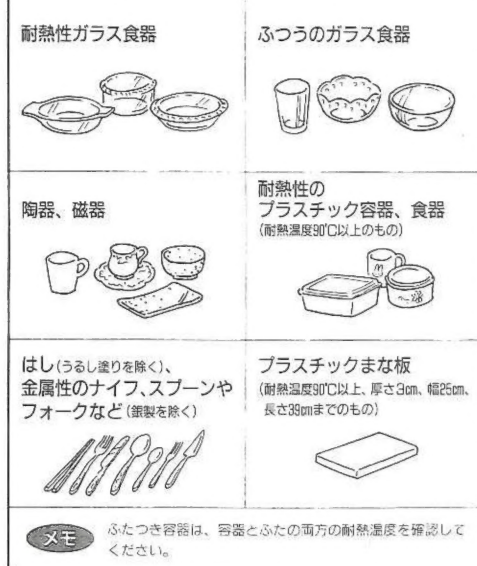 耐熱性ガラス食器
ふつうのガラス食器
陶器、磁器
耐熱性の
プラスチック容器、食器
(耐熱温度90℃以上のもの)
はし(うるし塗りを除く)、
金属性のナイフ、スプーンや
フォークなど(銀製を除く)
プラスチックまな板
(耐熱温度90℃以上、厚さ3cm、幅25cm、
長さ39cmまでのもの)
メモ
ふたつき容器は、容器とふたの両方の耐熱温度を確認して
ください。